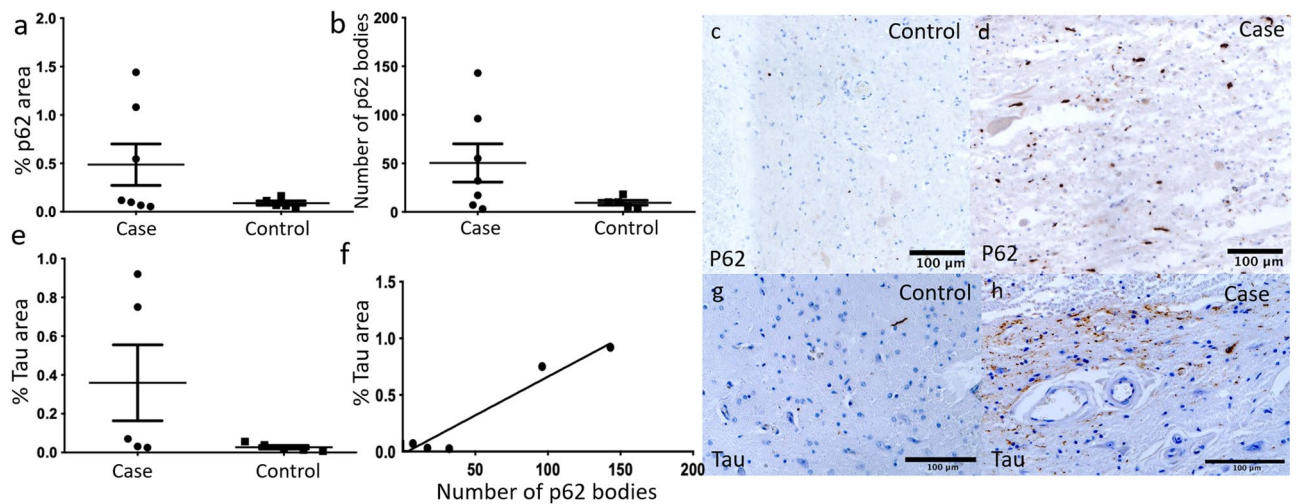 a
% p62 area
2.0
1.5
1.0
0.5
0.0
Case
Control
b
Number of p62 bodies
200
150
100
50
0
Case
Control
c
Control
P62
100 μm
d
Case
P62
100 μm
e
% Tau area
1.0
0.8
0.6
0.4
0.2
0.0
Case
Control
f
% Tau area
1.5
1.0
0.5
0.0
50
100
150
200
Number of p62 bodies
g
Control
Tau
100 μm
h
Case
Tau
100 μm